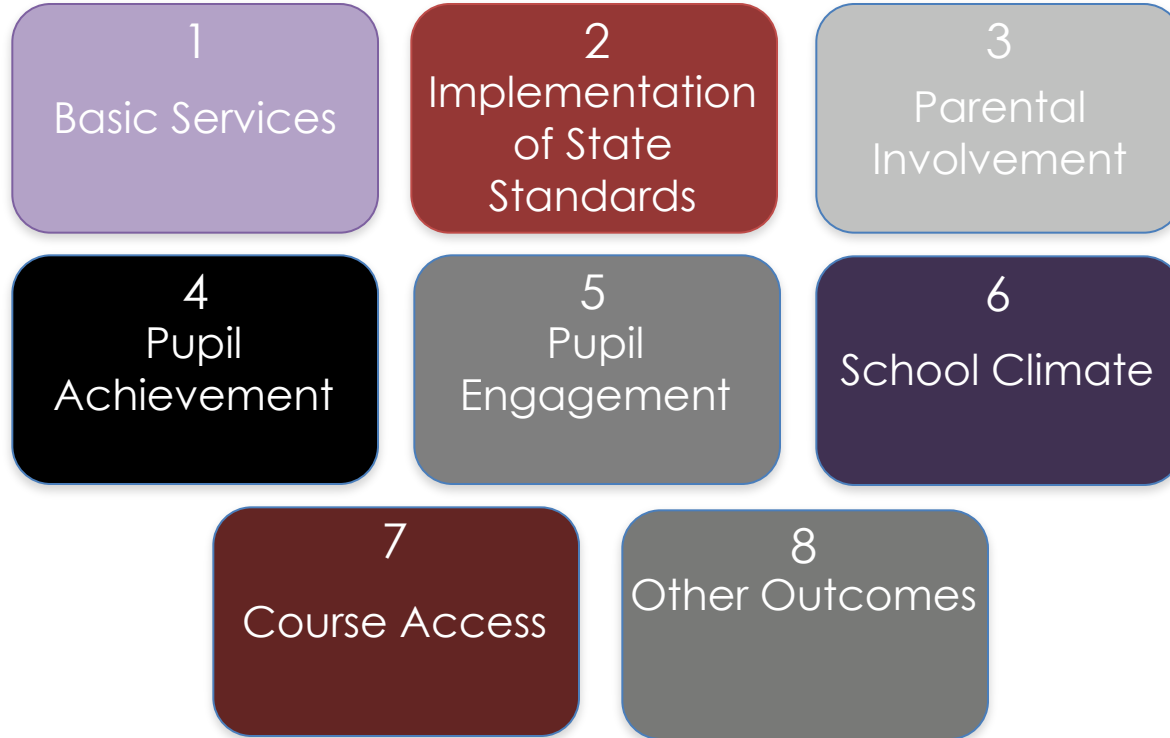 1
Basic Services
2
Implementation
of State
Standards
3
Parental
Involvement
4
Pupil
Achievement
5
Pupil
Engagement
6
School Climate
7
Course Access
8
Other Outcomes